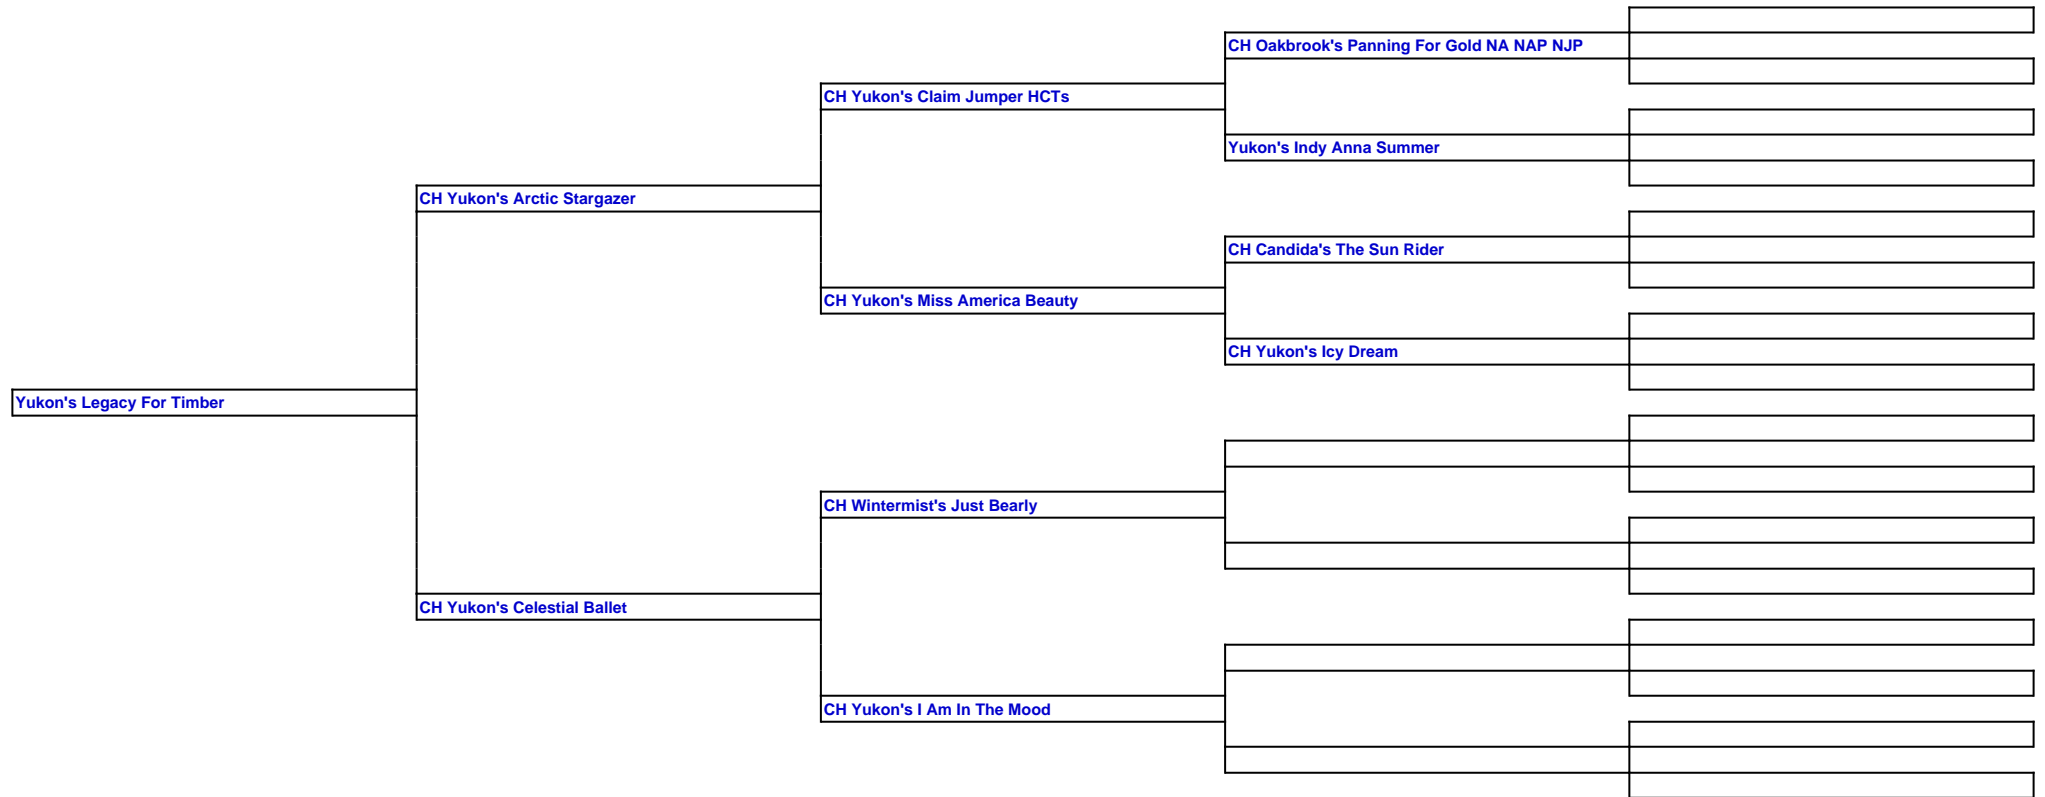 CH Oakbrook's Panning For Gold NA NAP NJP
CH Yukon's Claim Jumper HCTs
Yukon's Indy Anna Summer
CH Yukon's Arctic Stargazer
CH Candida's The Sun Rider
CH Yukon's Miss America Beauty
CH Yukon's Icy Dream
Yukon's Legacy For Timber
CH Wintermist's Just Bearly
CH Yukon's Celestial Ballet
CH Yukon's I Am In The Mood